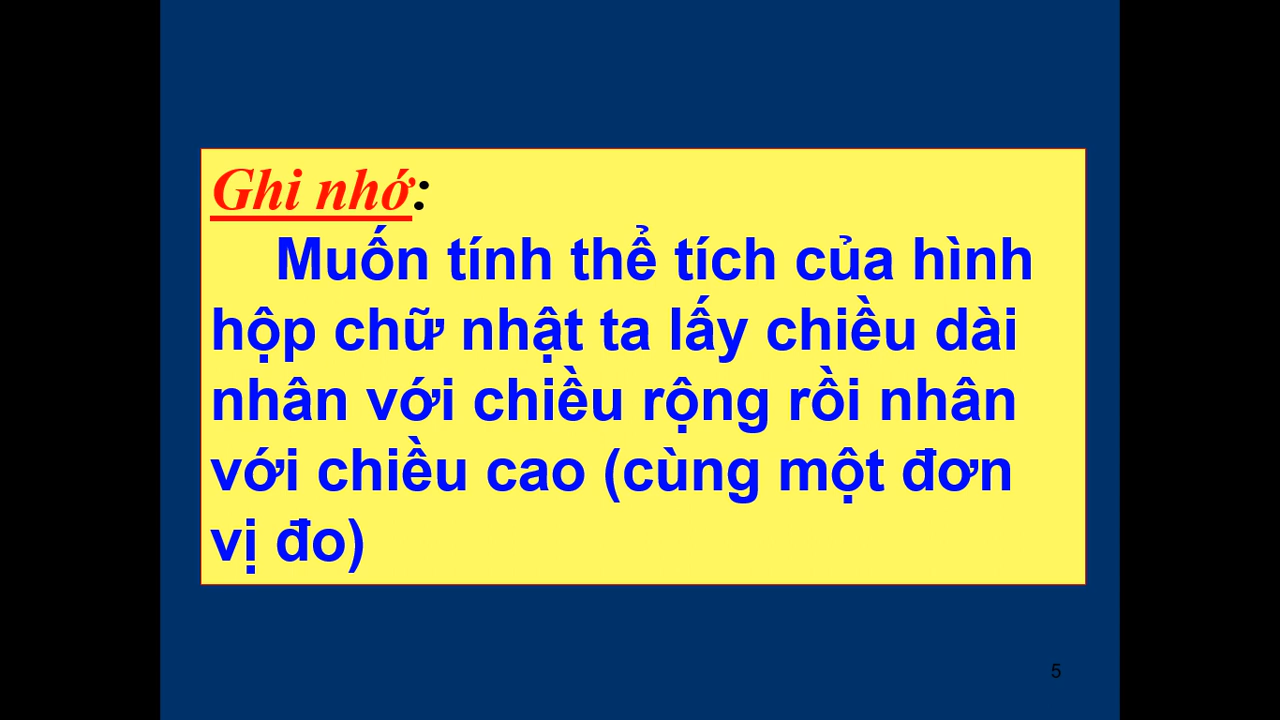 Ghi nhớ:
Muốn tính thể tích của hình
hộp chữ nhật ta lấy chiều dài
nhân với chiều rộng rồi nhân
với chiều cao (cùng một đơn
vị đo)
5